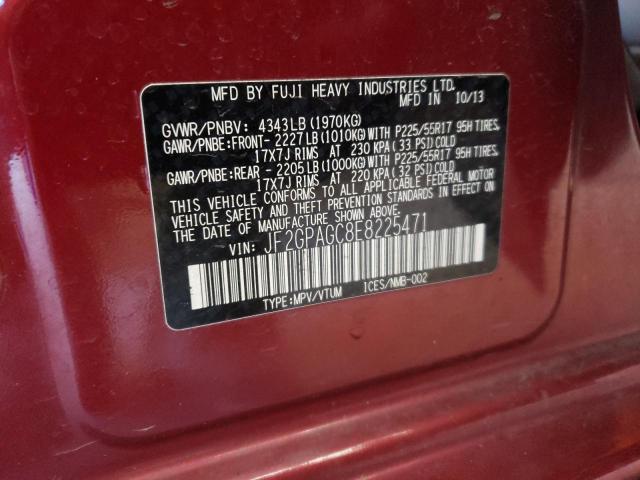 MFD BY FUJI HEAVY INDUSTRIES LTD.
MFD IN 10/13
GVWR/PNBV: 4343LB(1970KG)
GAWR/PNBE:FRONT- 2227LB(1010KG)WITH P225/55R17 95H TIRES,
17X7J RIMS AT 230 KPA(33 PSI)COLD
GAWR/PNBE:REAR - 2205LB(1000KG)WITH P225/55R17 95H TIRES,
17X7J RIMS AT 220 KPA(32 PSI)COLD
THIS VEHICLE CONFORMS TO ALL APPLICABLE FEDERAL MOTOR
VEHICLE SAFETY AND THEFT PREVENTION STANDARDS IN EFFECT
ON THE DATE OF MANUFACTURE SHOWN ABOVE.
VIN: JF2GPAGC8E8225471
TYPE:MPV/VTUM ICES/NMB-002